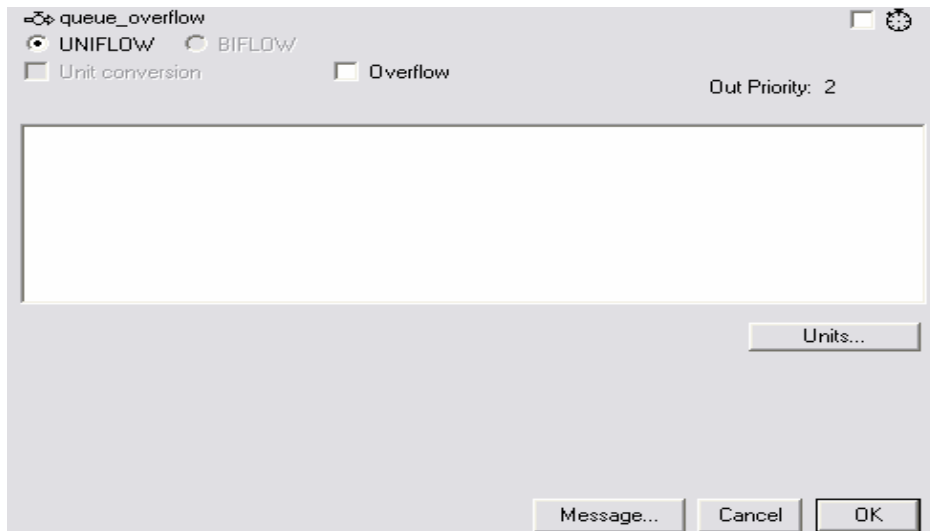 queue_overflow
UNIFLOW BIFLOW
Unit conversion Overflow
Out Priority: 2
Units...
Message... Cancel OK